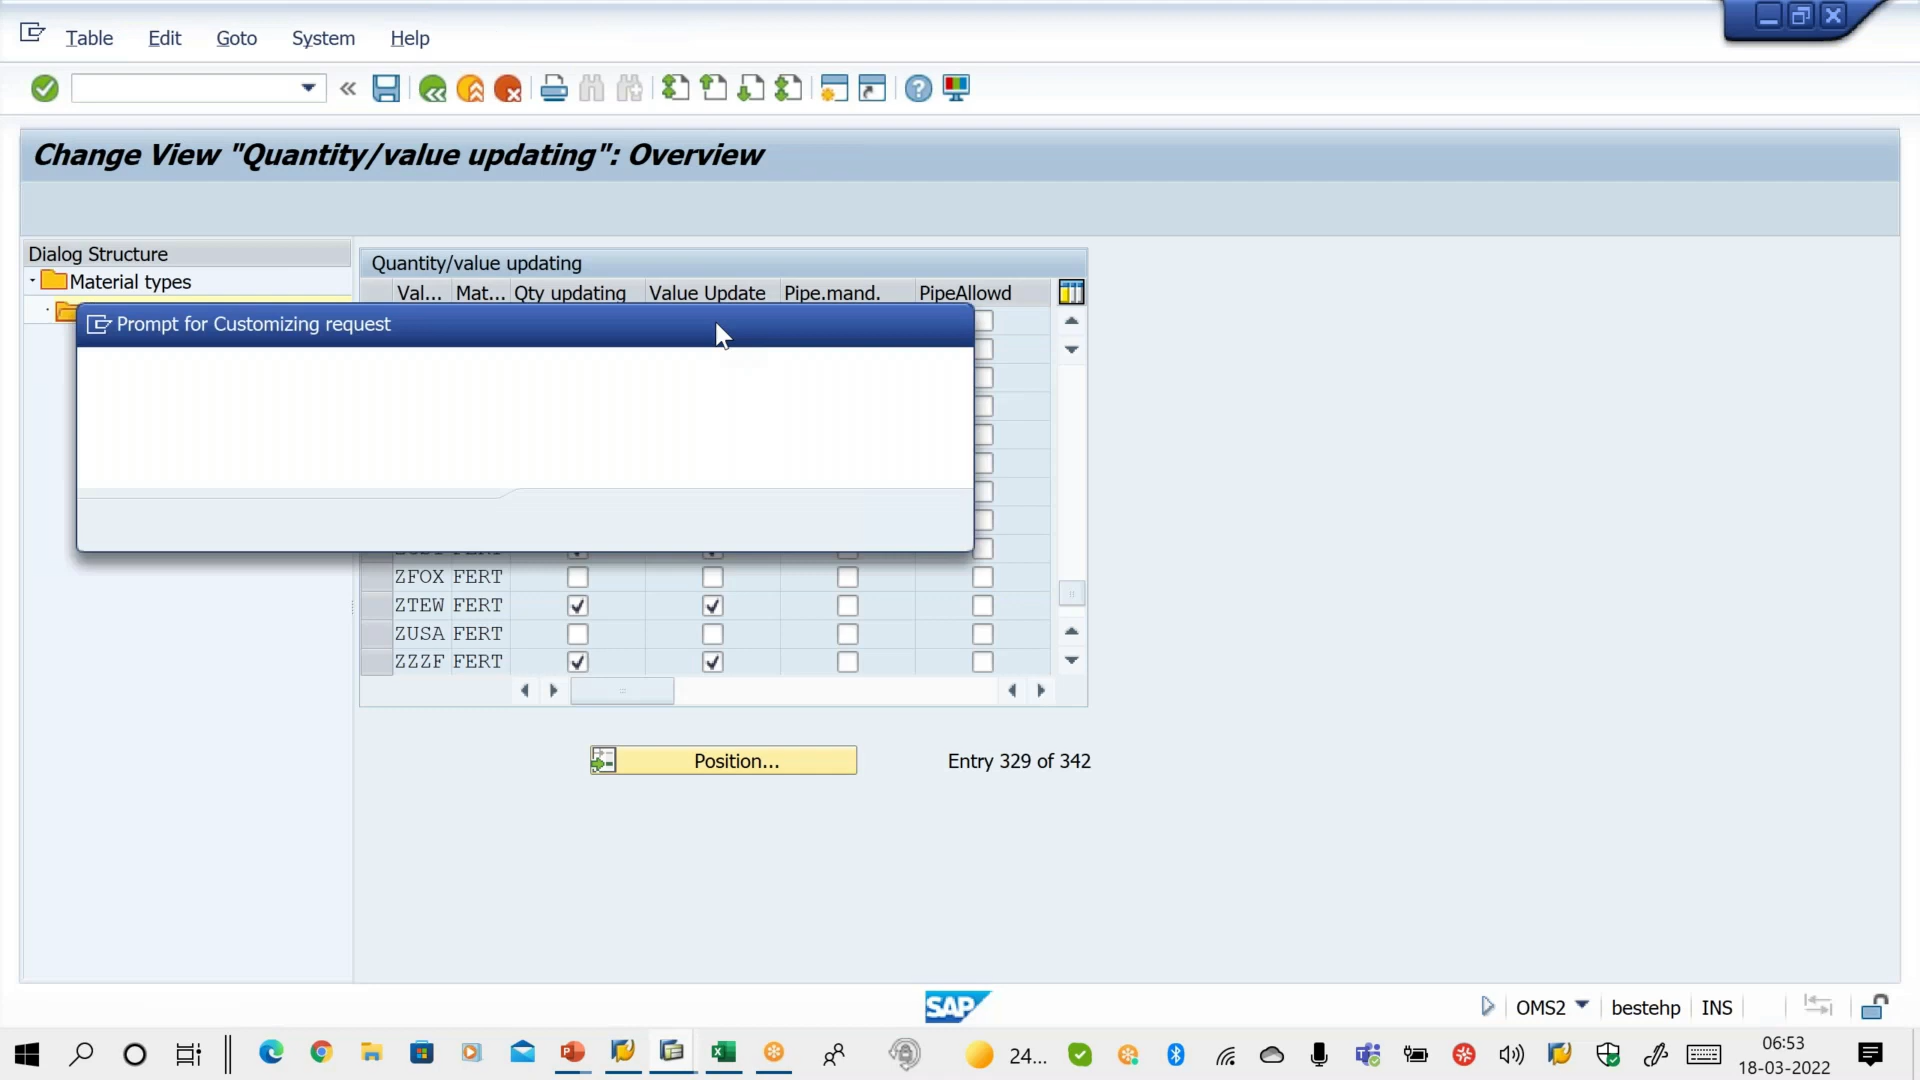 Table Edit Goto System Help
Change View "Quantity/value updating": Overview
Dialog Structure
Material types
Quantity/value updating
Val... Mat... Qty updating Value Update Pipe.mand. PipeAllowd
Prompt for Customizing request
ZFOX FERT
ZTEW FERT
ZUSA FERT
ZZZF FERT
Position...
Entry 329 of 342
SAP
OMS2 bestehp INS
24...
06:53
18-03-2022